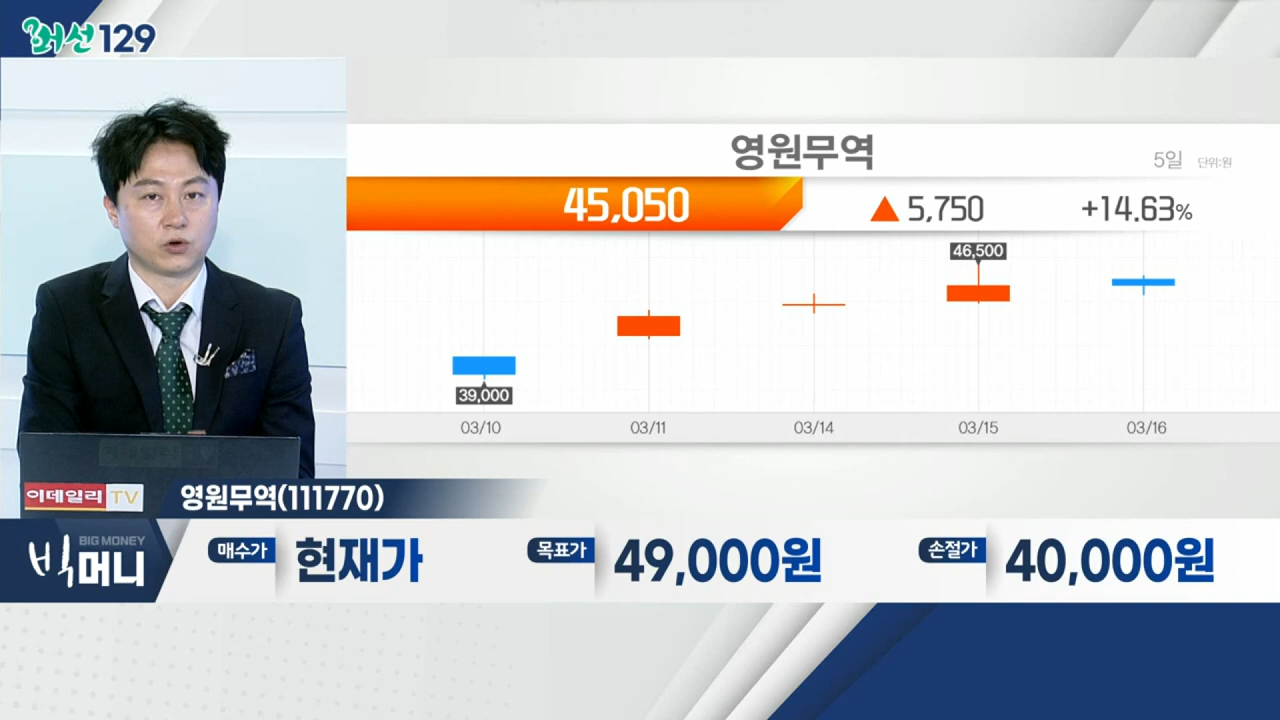 머선129
영원무역
5일 단위:원
45,050 ▲ 5,750 +14.63%
46,500
39,000
03/10 03/11 03/14 03/15 03/16
이데일리TV
영원무역(111770)
BIG MONEY
빅머니
매수가 현재가 목표가 49,000원 손절가 40,000원